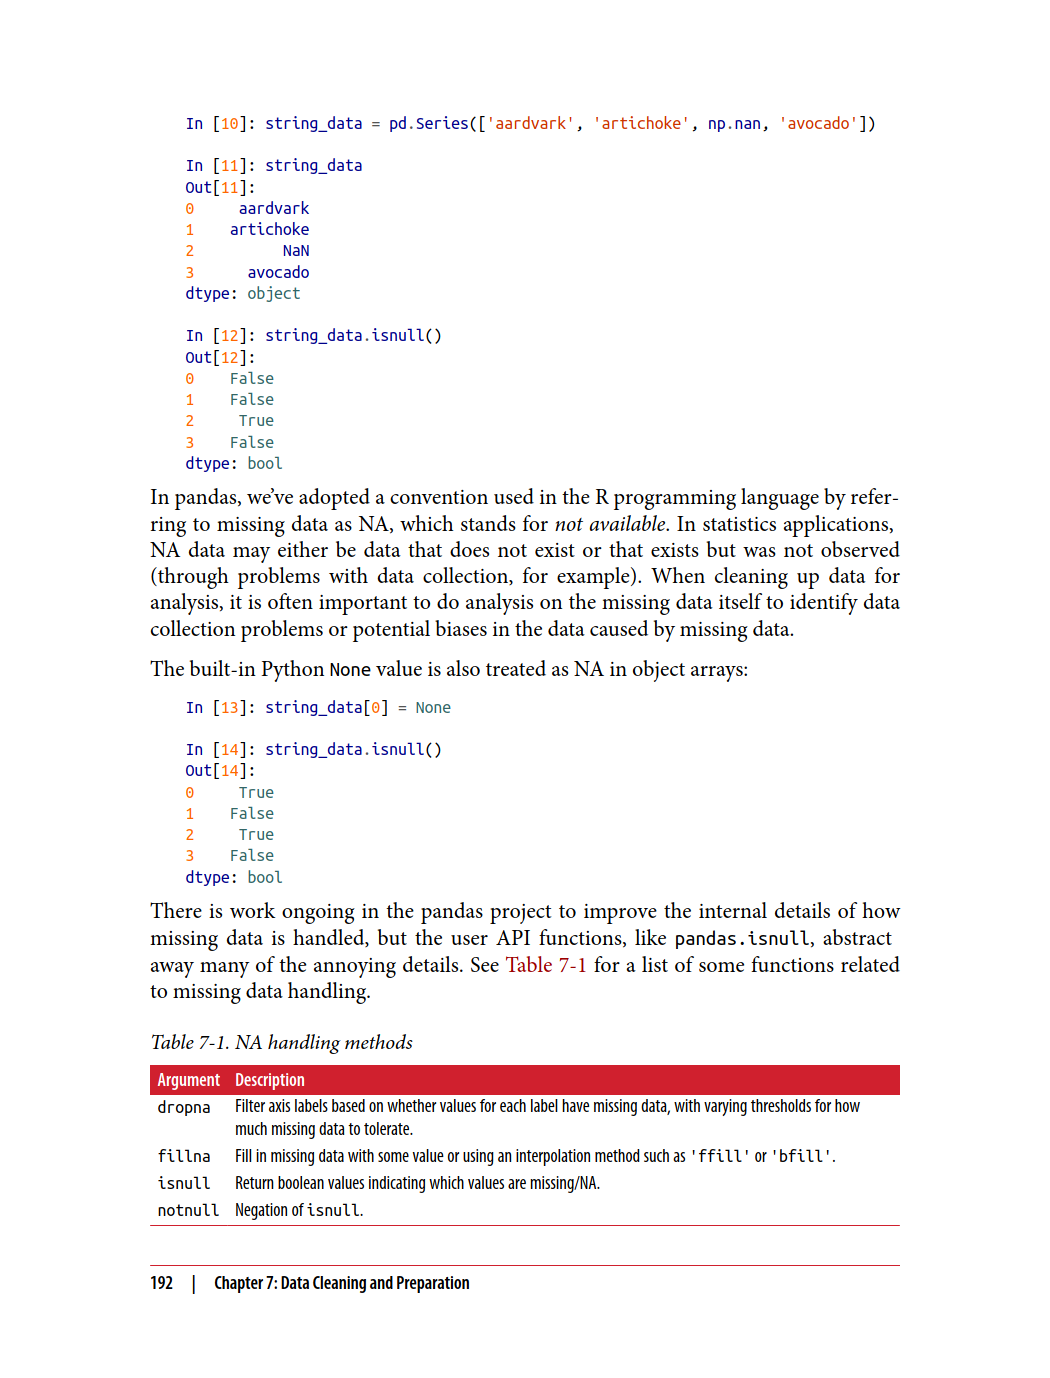 In [10]: string_data = pd.Series(['aardvark', 'artichoke', np.nan, 'avocado'])
In [11]: string_data
Out[11]:
0     aardvark
1    artichoke
2          NaN
3      avocado
dtype: object
In [12]: string_data.isnull()
Out[12]:
0    False
1    False
2     True
3    False
dtype: bool
In pandas, we’ve adopted a convention used in the R programming language by refer-
ring to missing data as NA, which stands for not available. In statistics applications,
NA data may either be data that does not exist or that exists but was not observed
(through problems with data collection, for example). When cleaning up data for
analysis, it is often important to do analysis on the missing data itself to identify data
collection problems or potential biases in the data caused by missing data.
The built-in Python None value is also treated as NA in object arrays:
In [13]: string_data[0] = None
In [14]: string_data.isnull()
Out[14]:
0     True
1    False
2     True
3    False
dtype: bool
There is work ongoing in the pandas project to improve the internal details of how
missing data is handled, but the user API functions, like pandas.isnull, abstract
away many of the annoying details. See Table 7-1 for a list of some functions related
to missing data handling.
Table 7-1. NA handling methods
Argument Description
dropna Filter axis labels based on whether values for each label have missing data, with varying thresholds for how
much missing data to tolerate.
fillna Fill in missing data with some value or using an interpolation method such as 'ffill' or 'bfill'.
isnull Return boolean values indicating which values are missing/NA.
notnull Negation of isnull.
192 | Chapter 7: Data Cleaning and Preparation